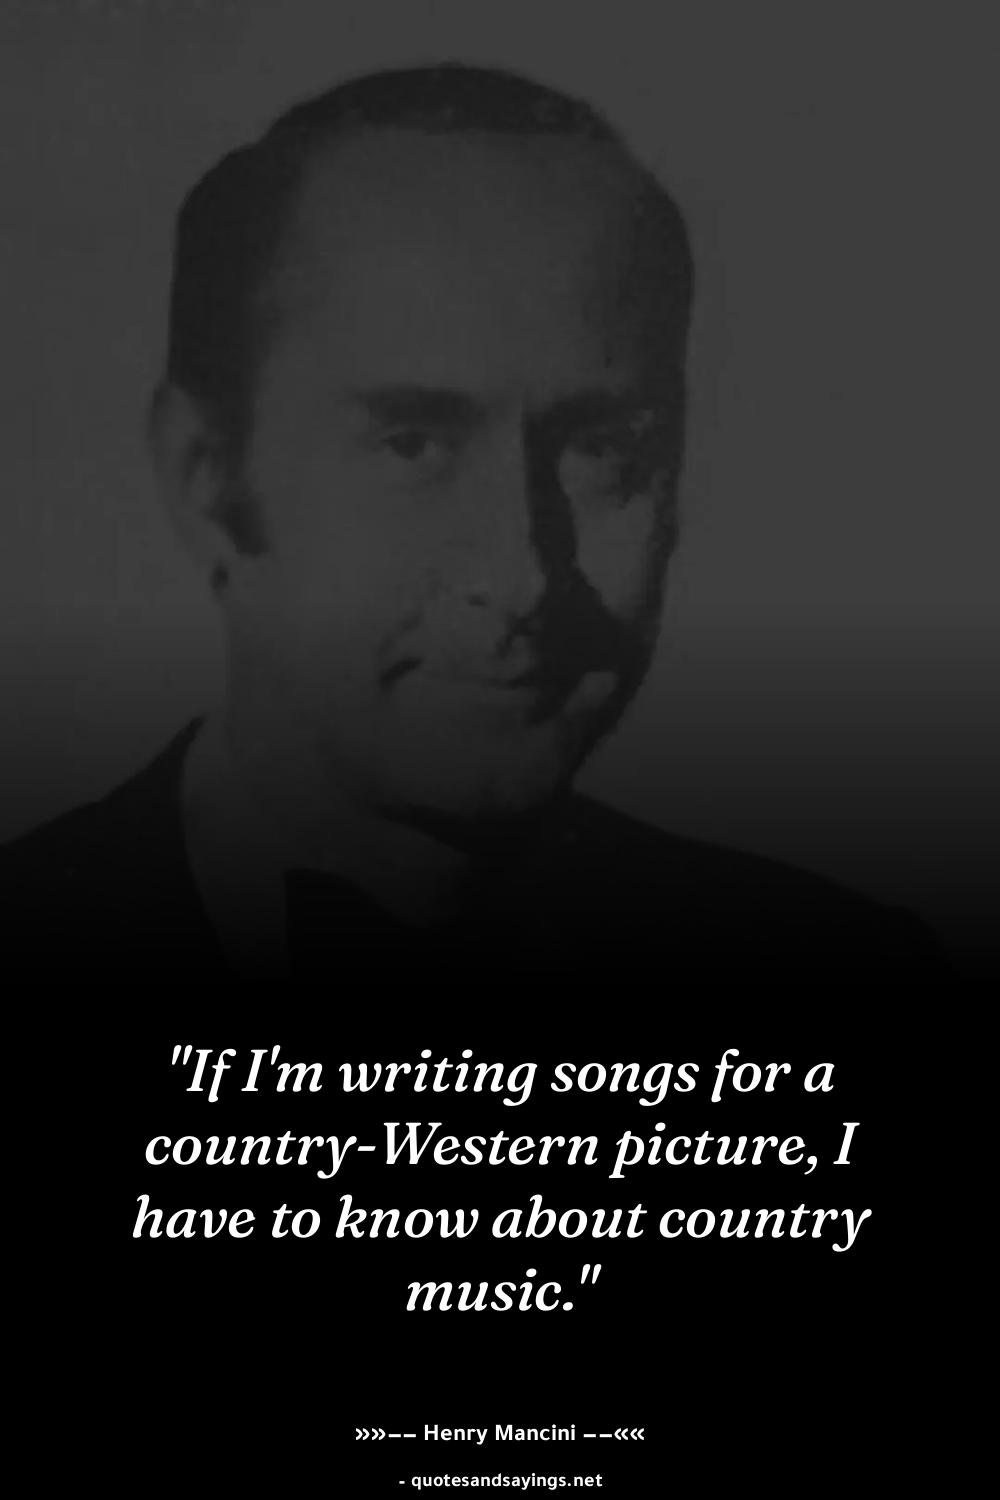 "If I'm writing songs for a
country-Western picture, I
have to know about country
music."
»»−− Henry Mancini −−««
- quotesandsayings.net